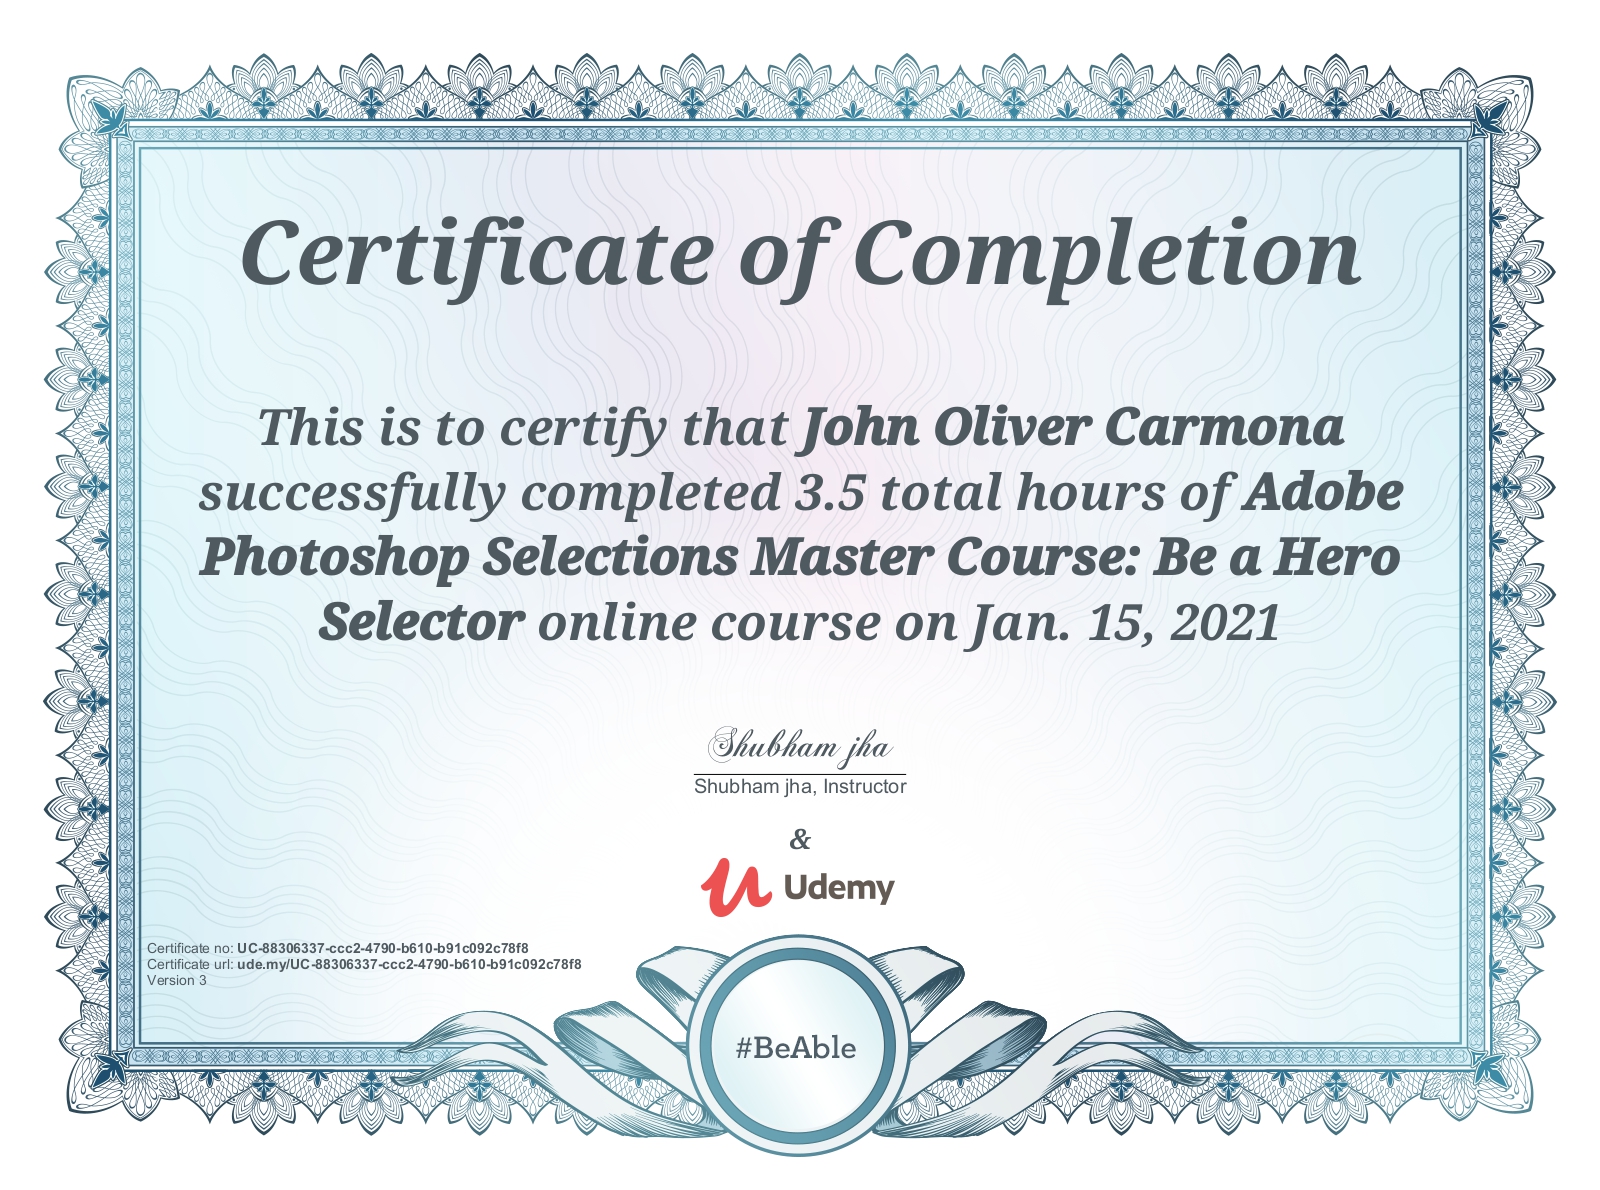 Certificate of Completion
This is to certify that John Oliver Carmona
successfully completed 3.5 total hours of Adobe
Photoshop Selections Master Course: Be a Hero
Selector online course on Jan. 15, 2021
Shubham jha
Shubham jha, Instructor
&
Udemy
Certificate no: UC-88306337-ccc2-4790-b610-b91c092c78f8
Certificate url: ude.my/UC-88306337-ccc2-4790-b610-b91c092c78f8
Version 3
#BeAble